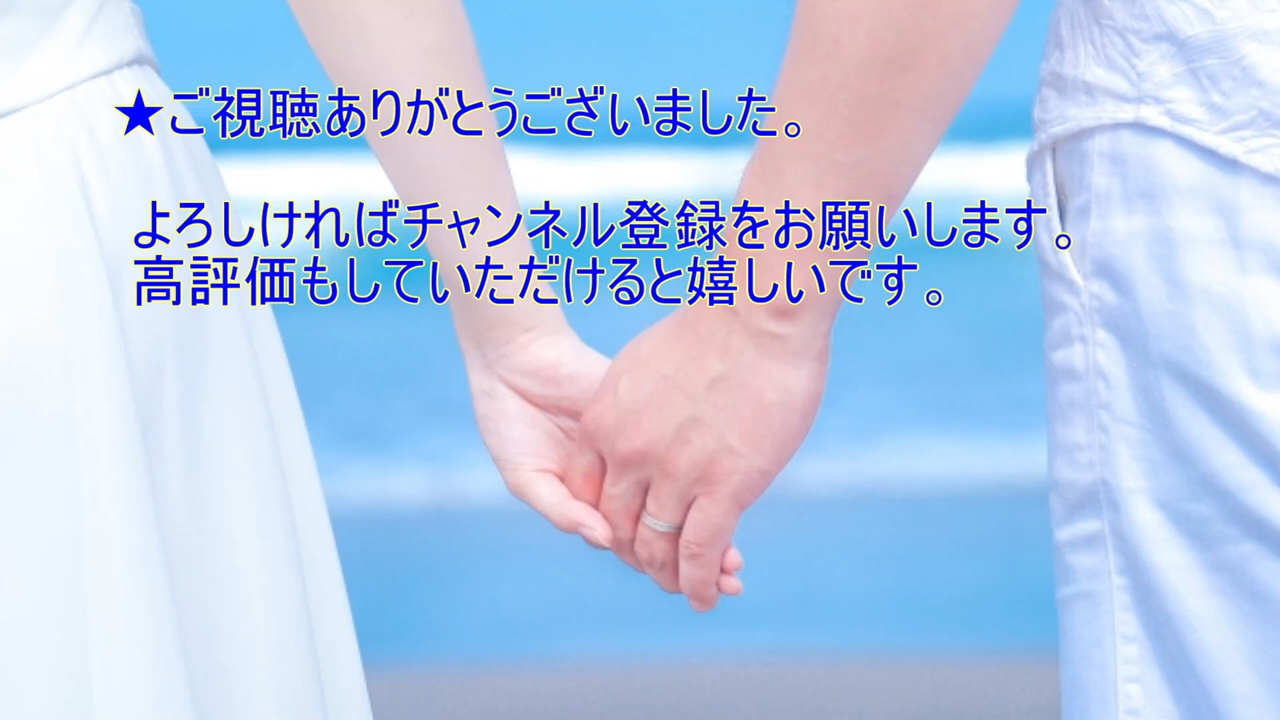 ★ご視聴ありがとうございました。
よろしければチャンネル登録をお願いします。
高評価もしていただけると嬉しいです。